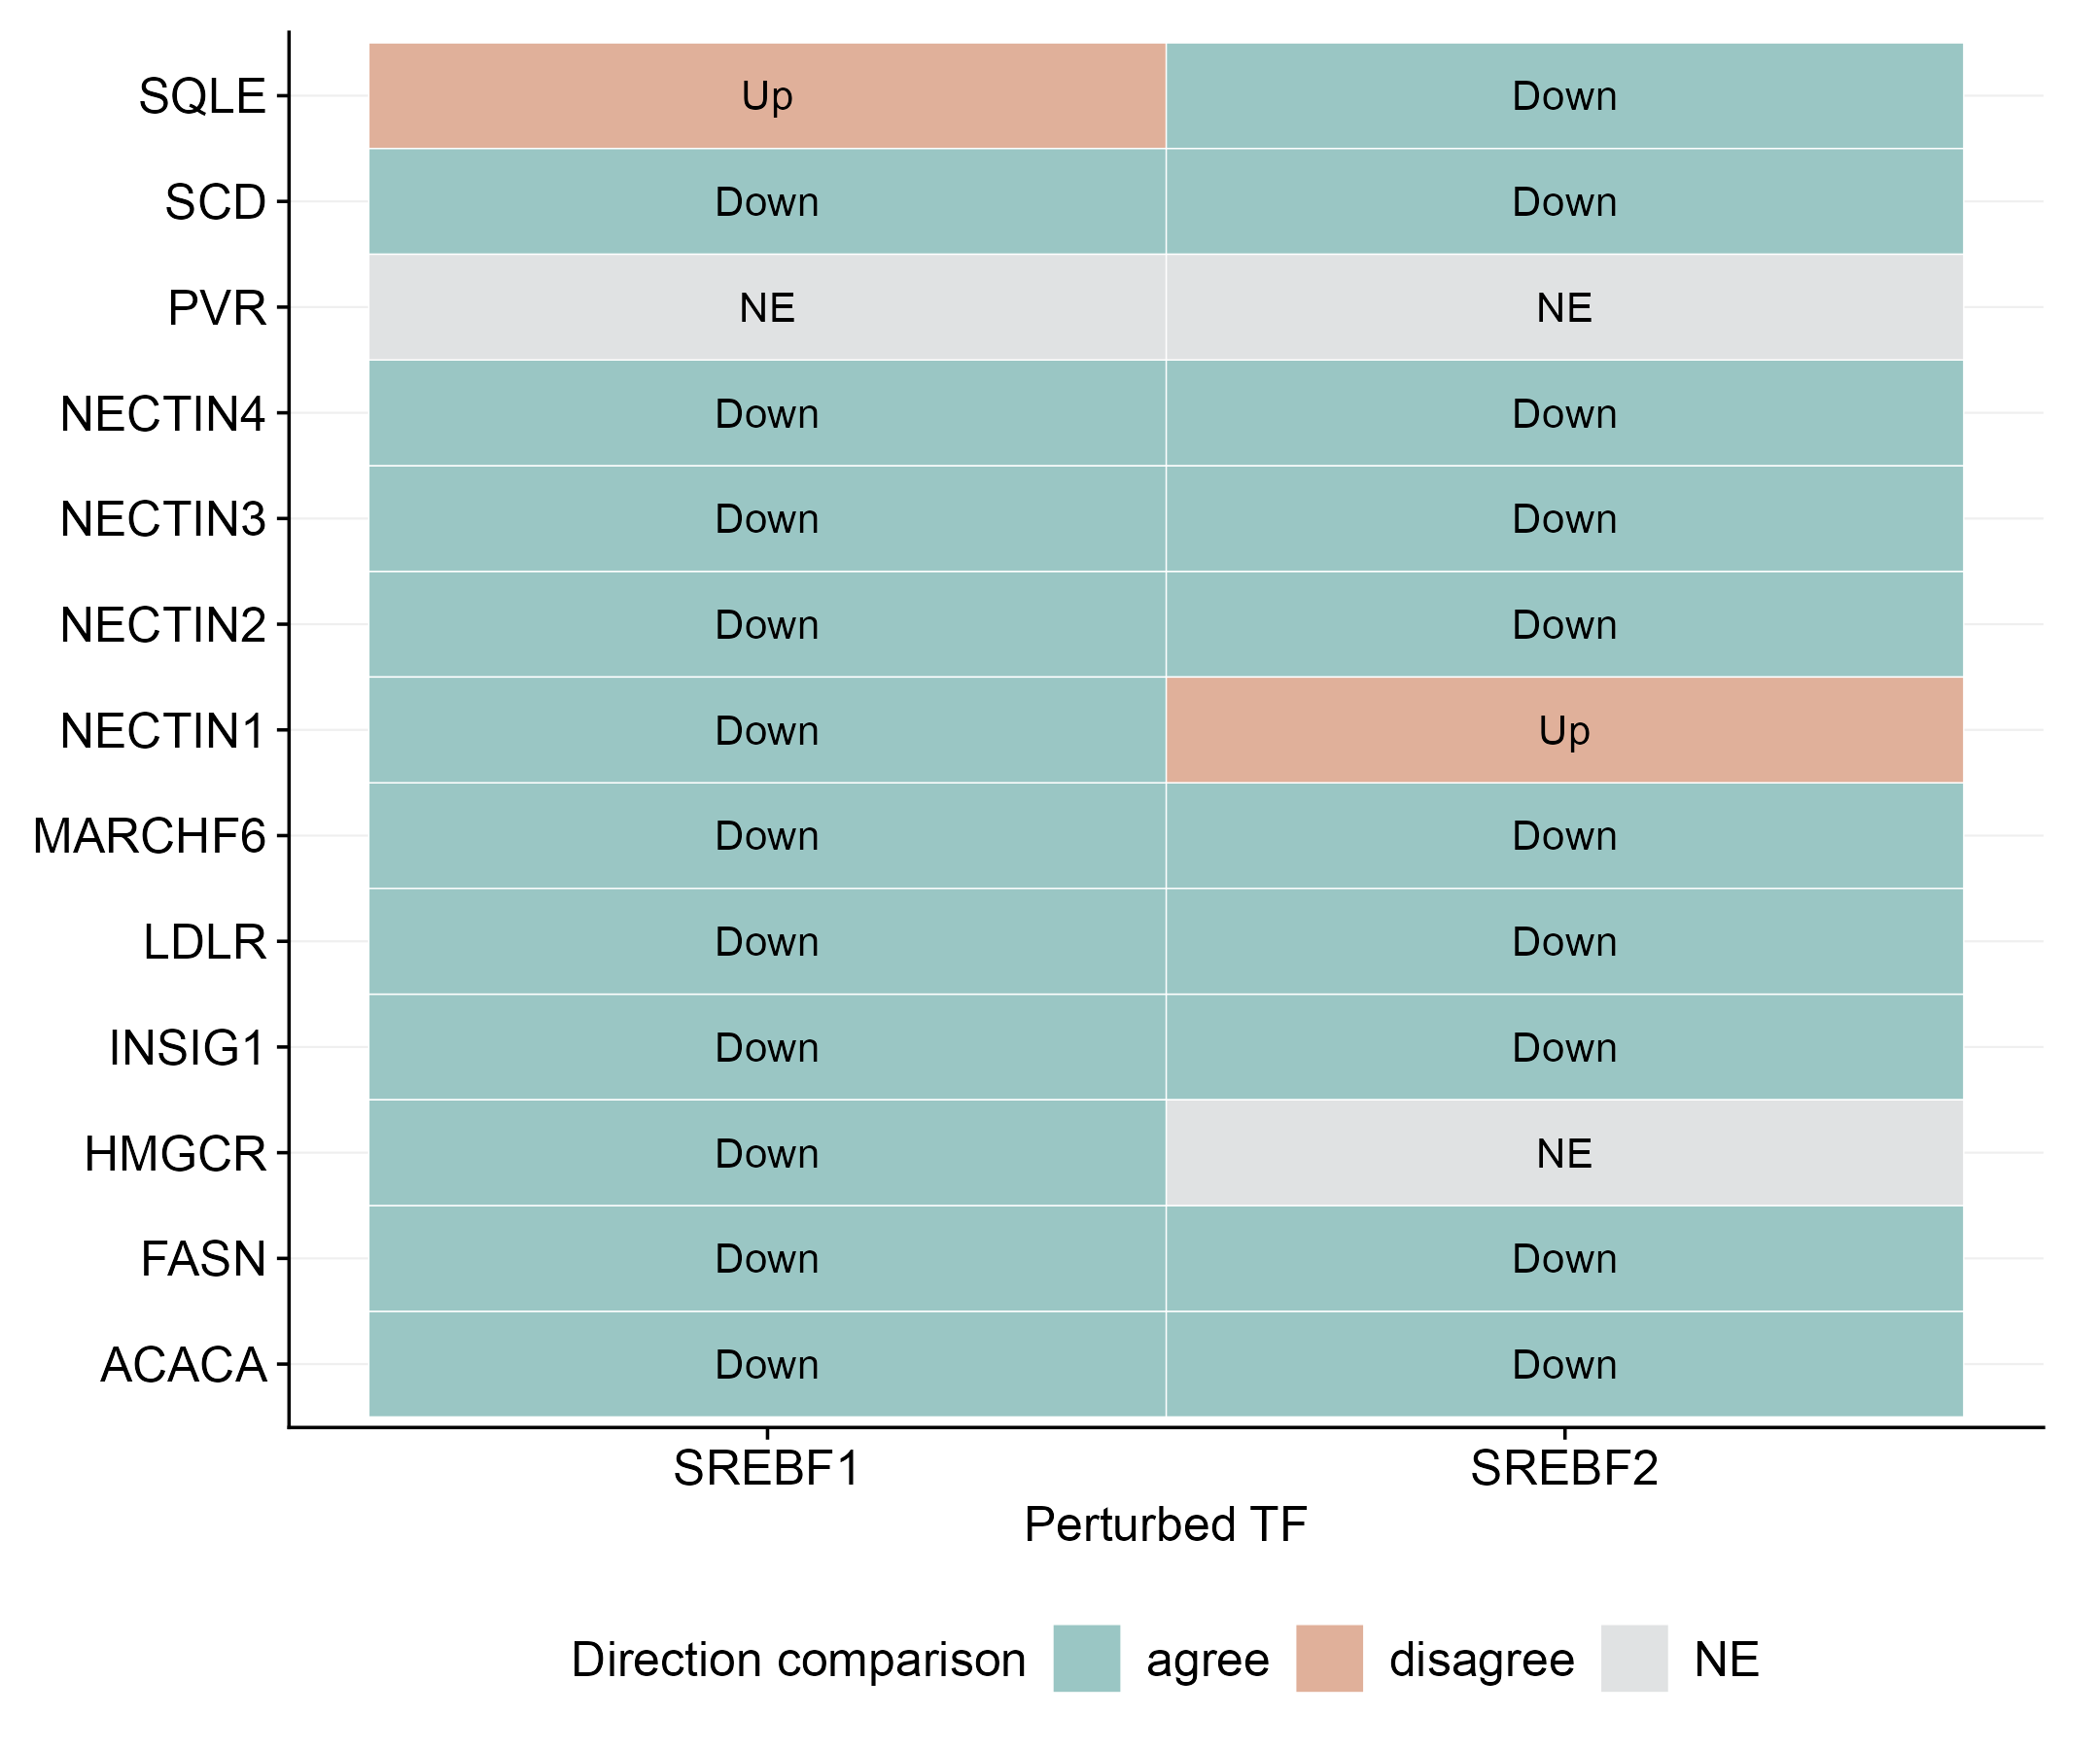 SQLE Up Down
SCD Down Down
PVR NE NE
NECTIN4 Down Down
NECTIN3 Down Down
NECTIN2 Down Down
NECTIN1 Down Up
MARCHF6 Down Down
LDLR Down Down
INSIG1 Down Down
HMGCR Down NE
FASN Down Down
ACACA Down Down
SREBF1 SREBF2
Perturbed TF
Direction comparison agree disagree NE